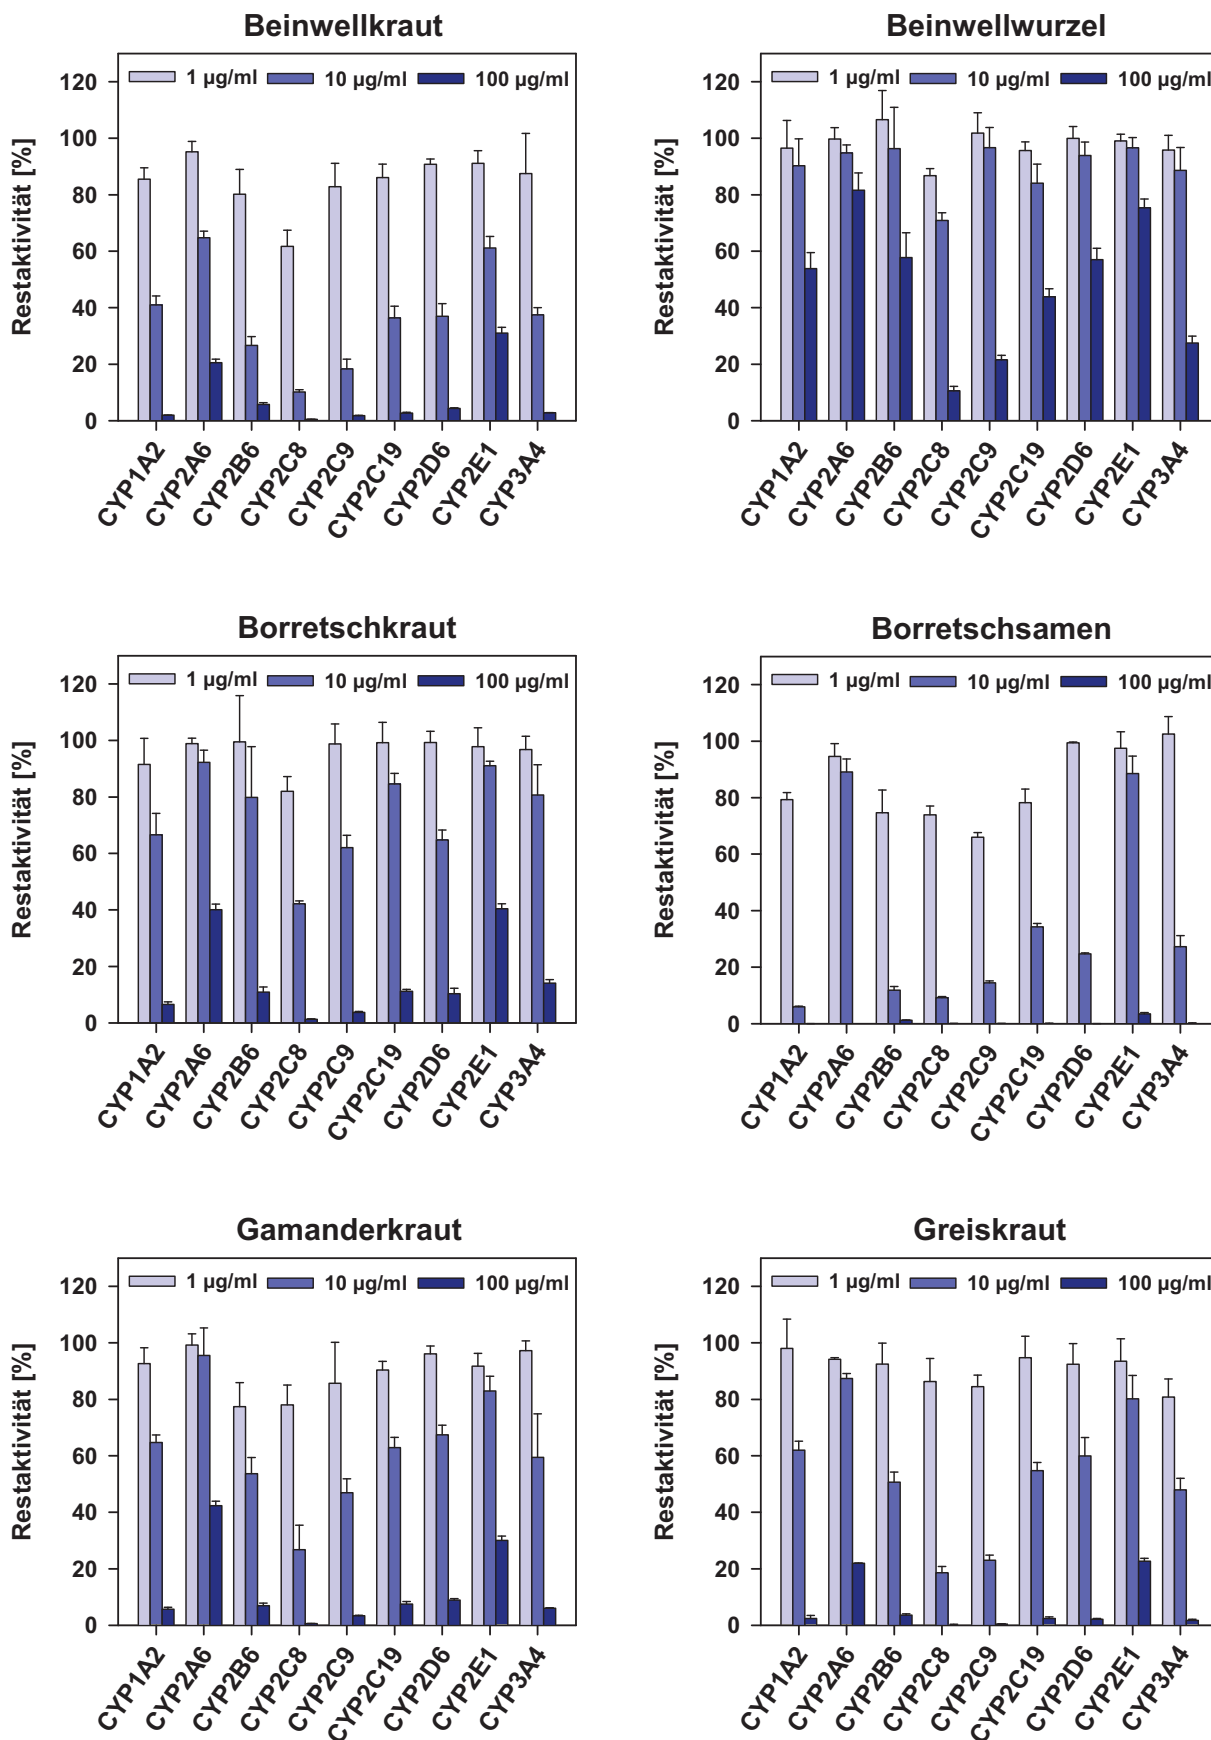 Beinwellkraut
1 µg/ml 10 µg/ml 100 µg/ml
Restaktivität [%]
120
100
80
60
40
20
0
CYP1A2
CYP2A6
CYP2B6
CYP2C8
CYP2C9
CYP2C19
CYP2D6
CYP2E1
CYP3A4
Beinwellwurzel
1 µg/ml 10 µg/ml 100 µg/ml
Restaktivität [%]
120
100
80
60
40
20
0
CYP1A2
CYP2A6
CYP2B6
CYP2C8
CYP2C9
CYP2C19
CYP2D6
CYP2E1
CYP3A4
Borretschkraut
1 µg/ml 10 µg/ml 100 µg/ml
Restaktivität [%]
120
100
80
60
40
20
0
CYP1A2
CYP2A6
CYP2B6
CYP2C8
CYP2C9
CYP2C19
CYP2D6
CYP2E1
CYP3A4
Borretschsamen
1 µg/ml 10 µg/ml 100 µg/ml
Restaktivität [%]
120
100
80
60
40
20
0
CYP1A2
CYP2A6
CYP2B6
CYP2C8
CYP2C9
CYP2C19
CYP2D6
CYP2E1
CYP3A4
Gamanderkraut
1 µg/ml 10 µg/ml 100 µg/ml
Restaktivität [%]
120
100
80
60
40
20
0
CYP1A2
CYP2A6
CYP2B6
CYP2C8
CYP2C9
CYP2C19
CYP2D6
CYP2E1
CYP3A4
Greiskraut
1 µg/ml 10 µg/ml 100 µg/ml
Restaktivität [%]
120
100
80
60
40
20
0
CYP1A2
CYP2A6
CYP2B6
CYP2C8
CYP2C9
CYP2C19
CYP2D6
CYP2E1
CYP3A4